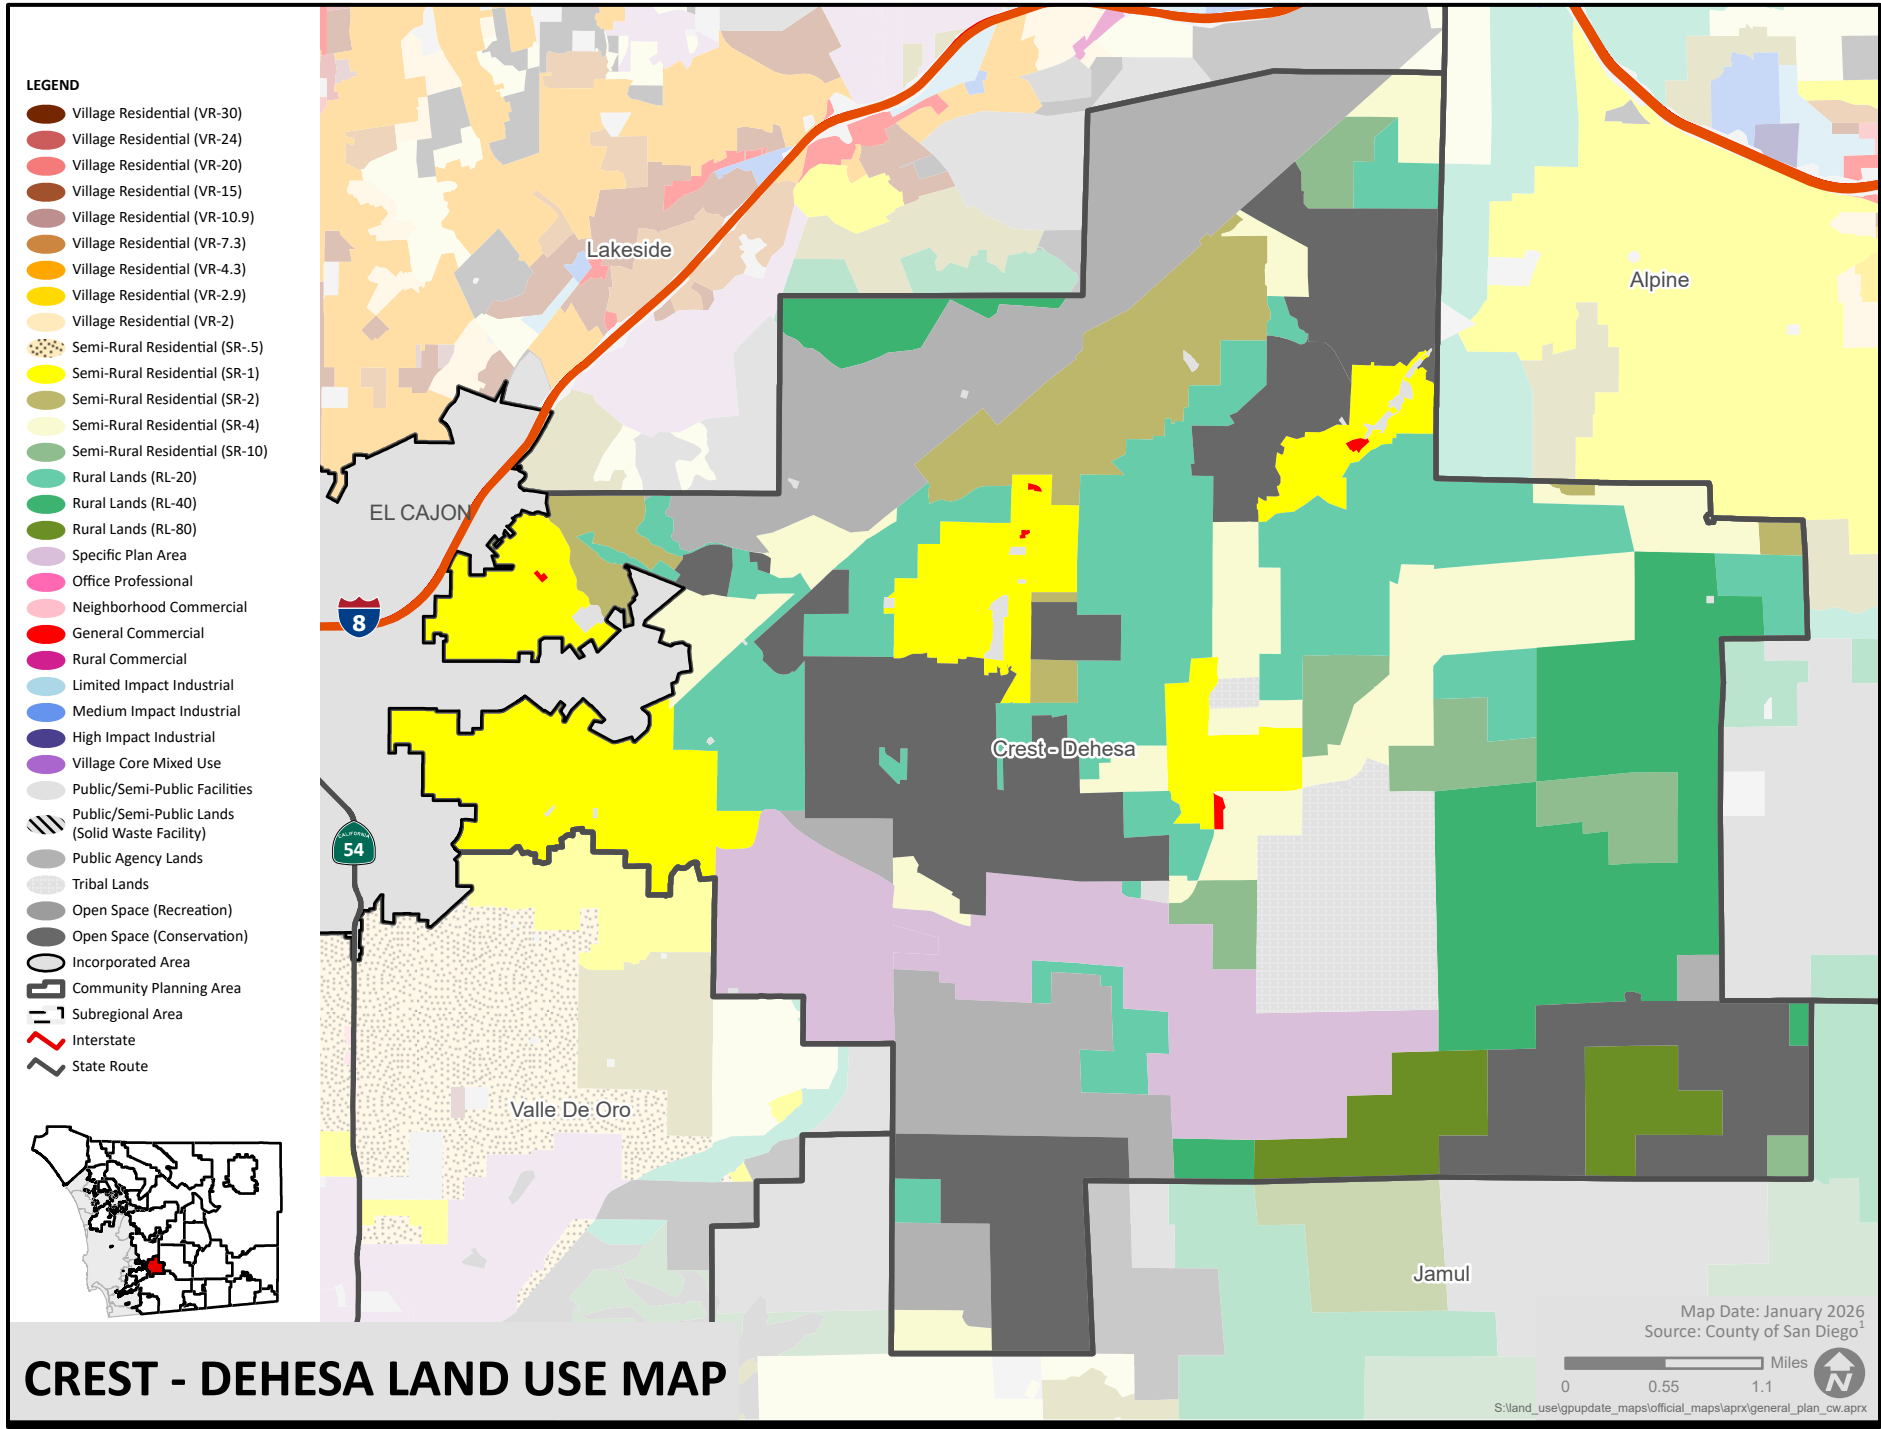 LEGEND
Village Residential (VR-30)
Village Residential (VR-24)
Village Residential (VR-20)
Village Residential (VR-15)
Village Residential (VR-10.9)
Village Residential (VR-7.3)
Village Residential (VR-4.3)
Village Residential (VR-2.9)
Village Residential (VR-2)
Semi-Rural Residential (SR-.5)
Semi-Rural Residential (SR-1)
Semi-Rural Residential (SR-2)
Semi-Rural Residential (SR-4)
Semi-Rural Residential (SR-10)
Rural Lands (RL-20)
Rural Lands (RL-40)
Rural Lands (RL-80)
Specific Plan Area
Office Professional
Neighborhood Commercial
General Commercial
Rural Commercial
Limited Impact Industrial
Medium Impact Industrial
High Impact Industrial
Village Core Mixed Use
Public/Semi-Public Facilities
Public/Semi-Public Lands
(Solid Waste Facility)
Public Agency Lands
Tribal Lands
Open Space (Recreation)
Open Space (Conservation)
Incorporated Area
Community Planning Area
Subregional Area
Interstate
State Route
Lakeside
Alpine
EL CAJON
8
Crest - Dehesa
CALIFORNIA
54
Valle De Oro
Jamul
CREST - DEHESA LAND USE MAP
Map Date: January 2026
Source: County of San Diego1
Miles
0 0.55 1.1
N
S:\land_use\gpupdate_maps\official_maps\aprx\general_plan_cw.aprx